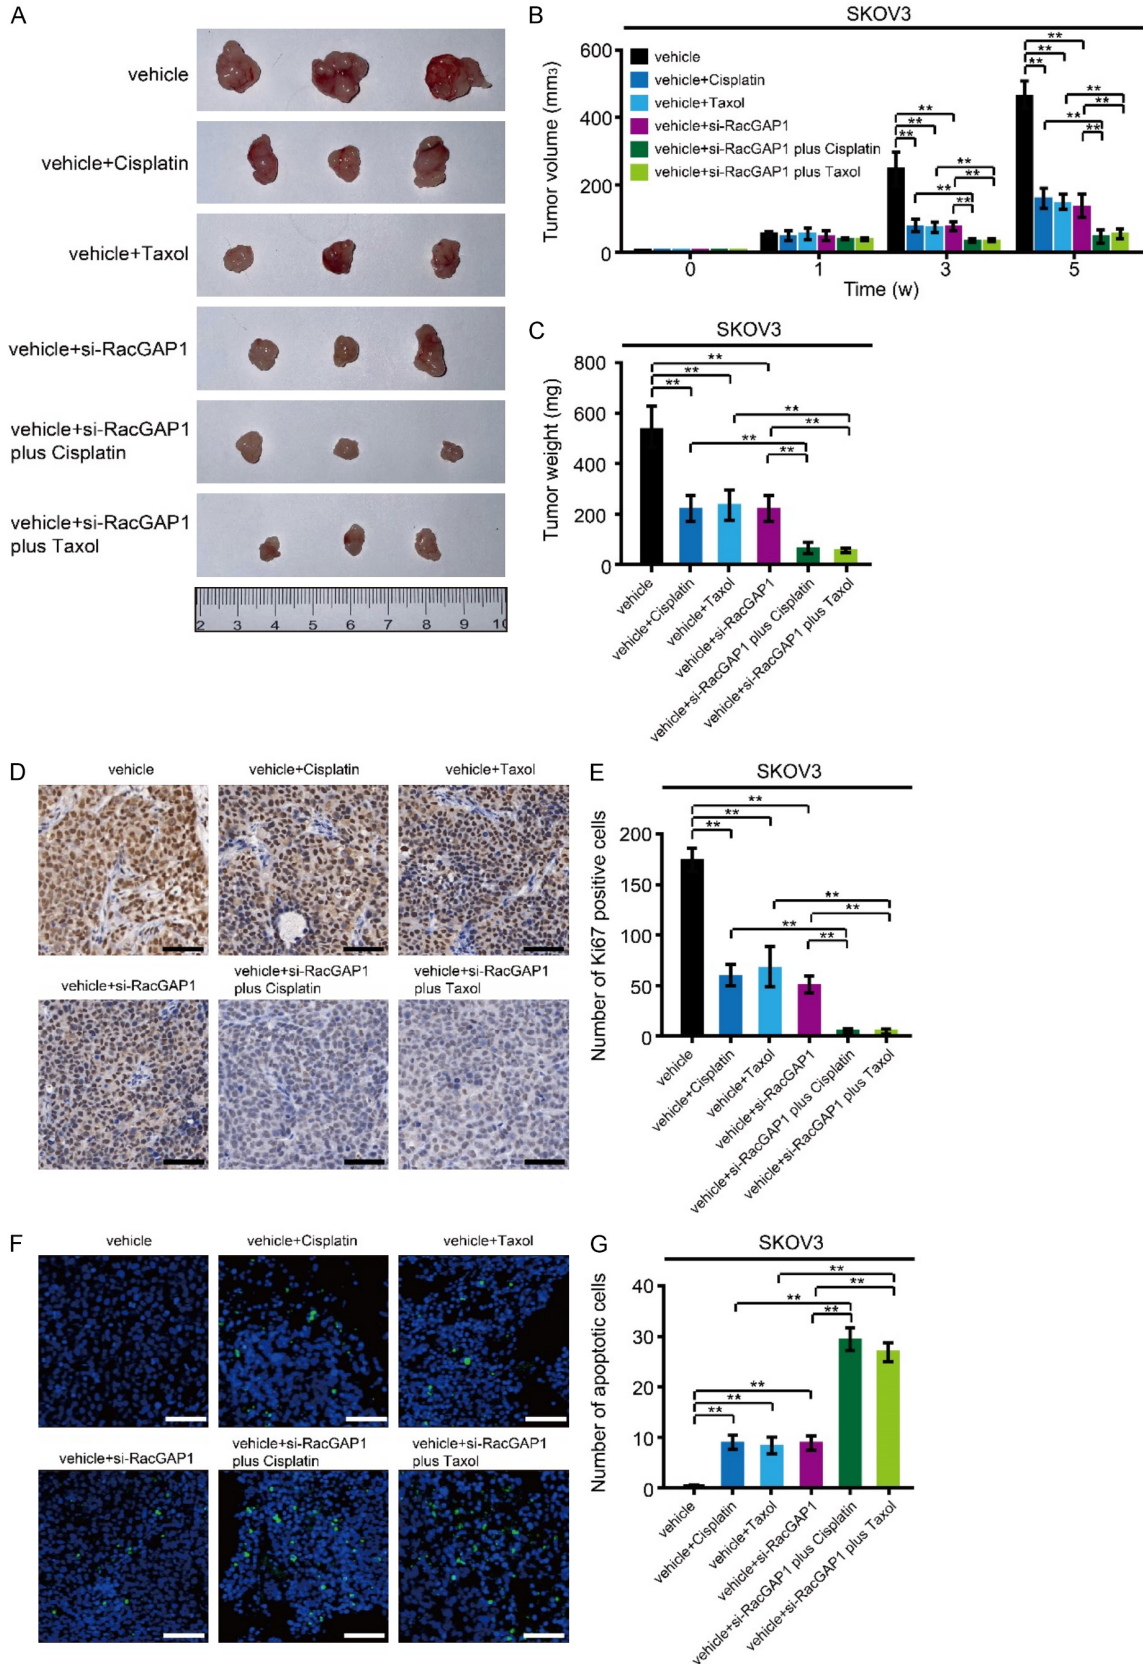 A
vehicle
vehicle+Cisplatin
vehicle+Taxol
vehicle+si-RacGAP1
vehicle+si-RacGAP1
plus Cisplatin
vehicle+si-RacGAP1
plus Taxol
2 3 4 5 6 7 8 9 10
B
SKOV3
Tumor volume (mm3)
600
400
200
0
vehicle
vehicle+Cisplatin
vehicle+Taxol
vehicle+si-RacGAP1
vehicle+si-RacGAP1 plus Cisplatin
vehicle+si-RacGAP1 plus Taxol
** ** ** ** ** ** **
** ** ** ** ** ** **
0 1 3 5
Time (w)
C
SKOV3
Tumor weight (mg)
800
600
400
200
0
** ** ** ** ** ** **
vehicle
vehicle+Cisplatin
vehicle+Taxol
vehicle+si-RacGAP1
vehicle+si-RacGAP1 plus Cisplatin
vehicle+si-RacGAP1 plus Taxol
D
vehicle
vehicle+Cisplatin
vehicle+Taxol
vehicle+si-RacGAP1
vehicle+si-RacGAP1
plus Cisplatin
vehicle+si-RacGAP1
plus Taxol
E
SKOV3
Number of Ki67 positive cells
200
150
100
50
0
** ** ** ** ** ** **
vehicle
vehicle+Cisplatin
vehicle+Taxol
vehicle+si-RacGAP1
vehicle+si-RacGAP1 plus Cisplatin
vehicle+si-RacGAP1 plus Taxol
F
vehicle
vehicle+Cisplatin
vehicle+Taxol
vehicle+si-RacGAP1
vehicle+si-RacGAP1
plus Cisplatin
vehicle+si-RacGAP1
plus Taxol
G
SKOV3
Number of apoptotic cells
40
30
20
10
0
** ** ** ** ** ** **
vehicle
vehicle+Cisplatin
vehicle+Taxol
vehicle+si-RacGAP1
vehicle+si-RacGAP1 plus Cisplatin
vehicle+si-RacGAP1 plus Taxol